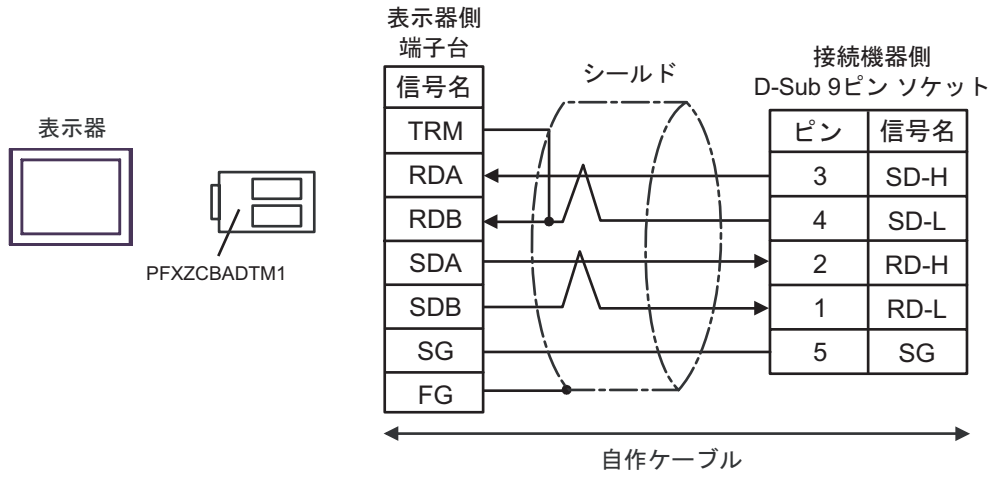 表示器側
端子台
シールド
接続機器側
D-Sub 9ピン ソケット
表示器
PFXZCBADTM1
信号名
TRM
RDA
RDB
SDA
SDB
SG
FG
ピン 信号名
3 SD-H
4 SD-L
2 RD-H
1 RD-L
5 SG
自作ケーブル